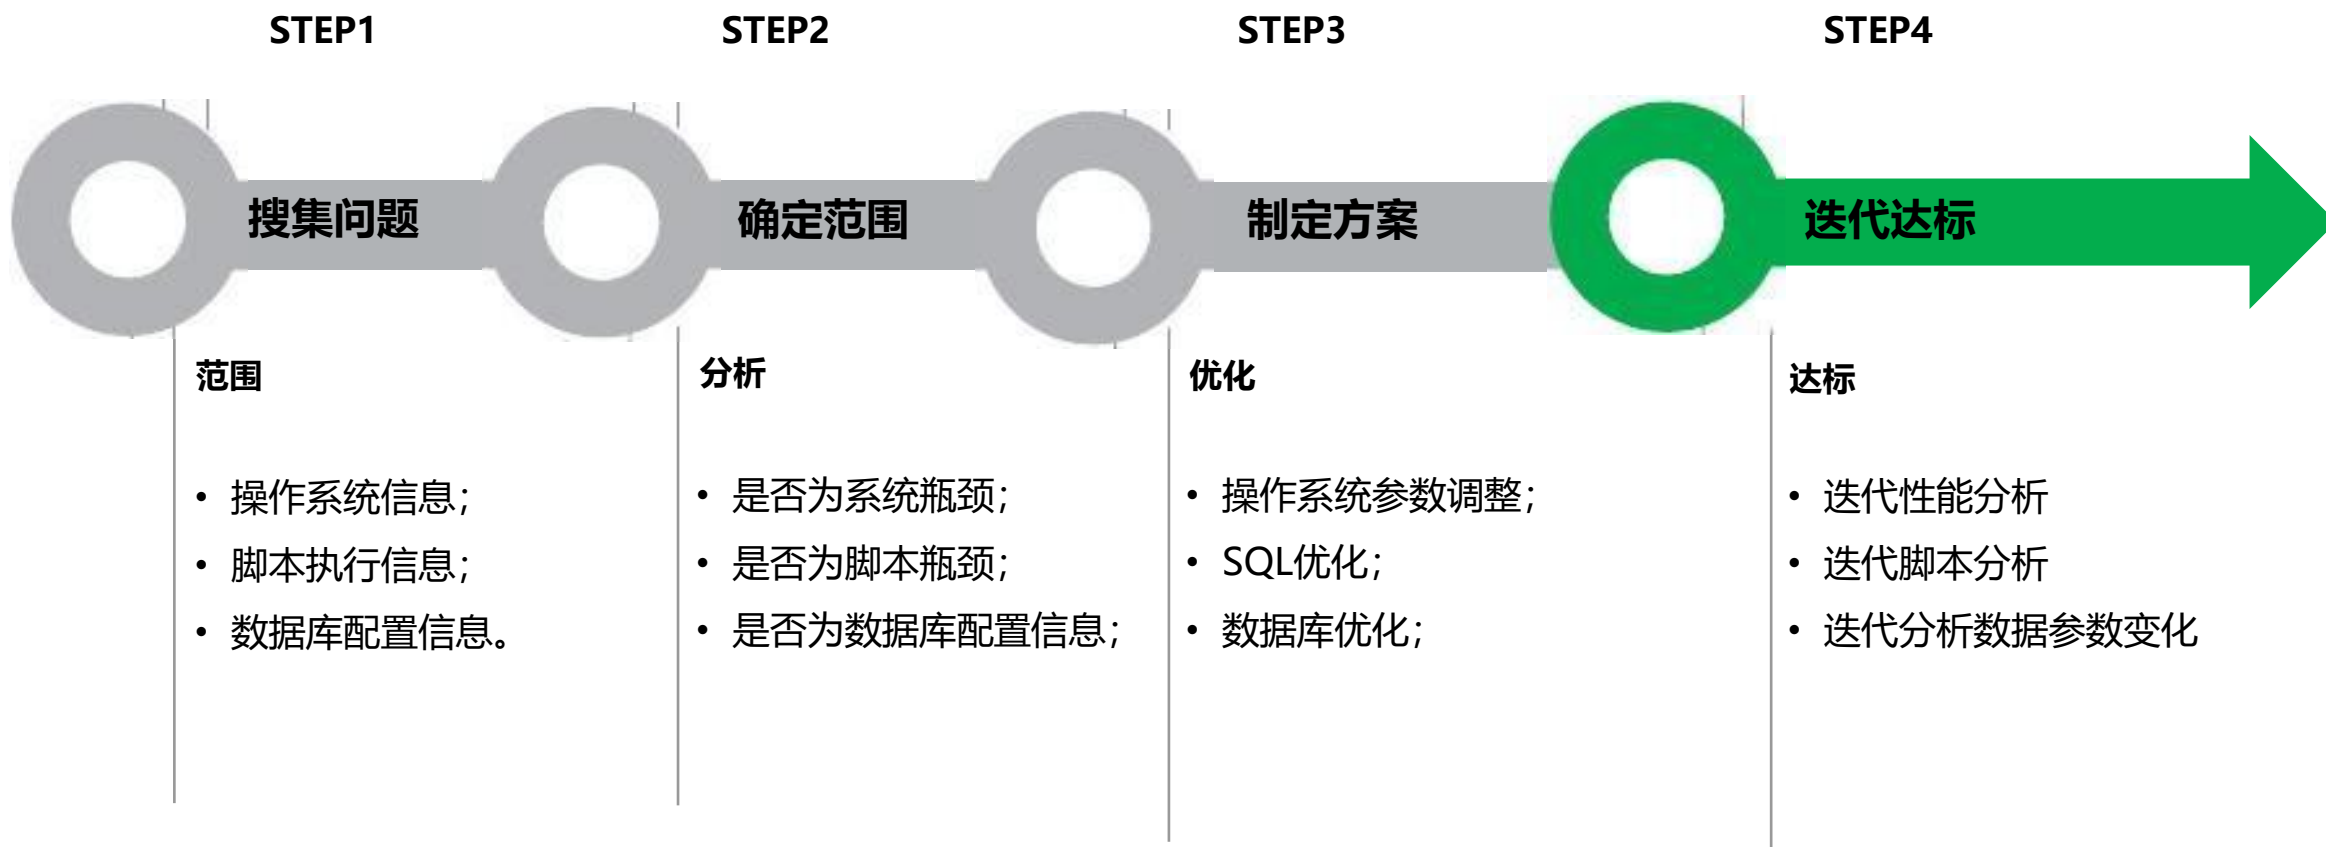 STEP1
STEP2
STEP3
STEP4
搜集问题
确定范围
制定方案
迭代达标
范围
• 操作系统信息；
• 脚本执行信息；
• 数据库配置信息。
分析
• 是否为系统瓶颈；
• 是否为脚本瓶颈；
• 是否为数据库配置信息；
优化
• 操作系统参数调整；
• SQL优化；
• 数据库优化；
达标
• 迭代性能分析
• 迭代脚本分析
• 迭代分析数据参数变化